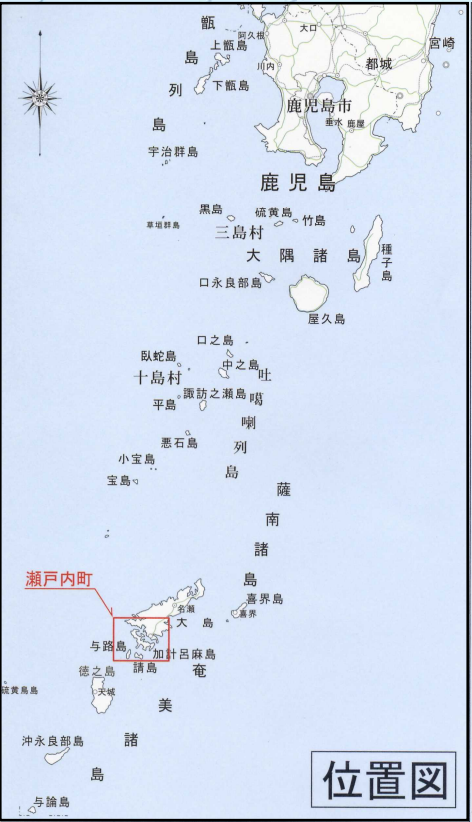 甑島列島
上甑島
下甑島
阿久根
大口
宮崎
川内
都城
鹿児島市
垂水
鹿屋
宇治群島
鹿児島
黒島
硫黄島
竹島
草垣群島
三島村
大隅諸島
種子島
口永良部島
屋久島
口之島
臥蛇島
中之島
十島村
吐噶喇列島
諏訪之瀬島
平島
悪石島
小宝島
宝島
薩南諸島
瀬戸内町
喜界島
喜界
名瀬
大島
与路島
加計呂麻島
請島
奄美諸島
徳之島
天城
硫黄鳥島
沖永良部島
与論島
位置図